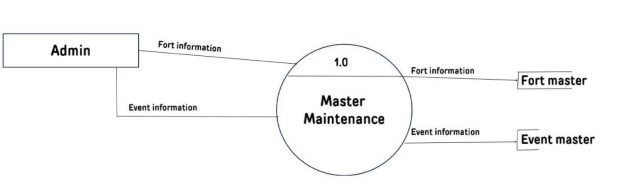 Admin
Fort information
1.0
Fort information
Fort master
Event information
Master
Maintenance
Event information
Event master